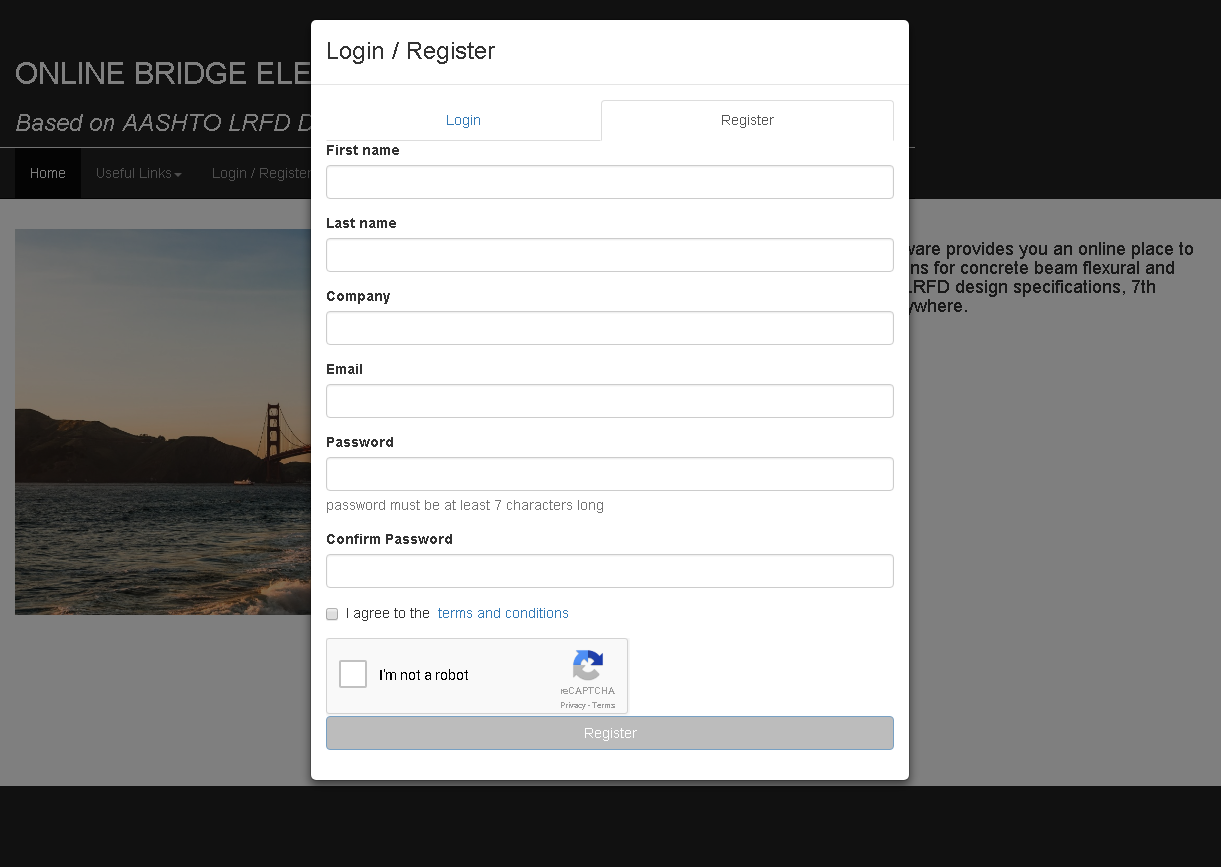 Login / Register
ONLINE BRIDGE ELE
Based on AASHTO LRFD D
Home
Useful Links
Login / Register
Login
Register
First name
Last name
Company
Email
Password
password must be at least 7 characters long
Confirm Password
I agree to the terms and conditions
I'm not a robot
reCAPTCHA
Privacy - Terms
Register
ware provides you an online place to
ns for concrete beam flexural and
LRFD design specifications, 7th
ywhere.